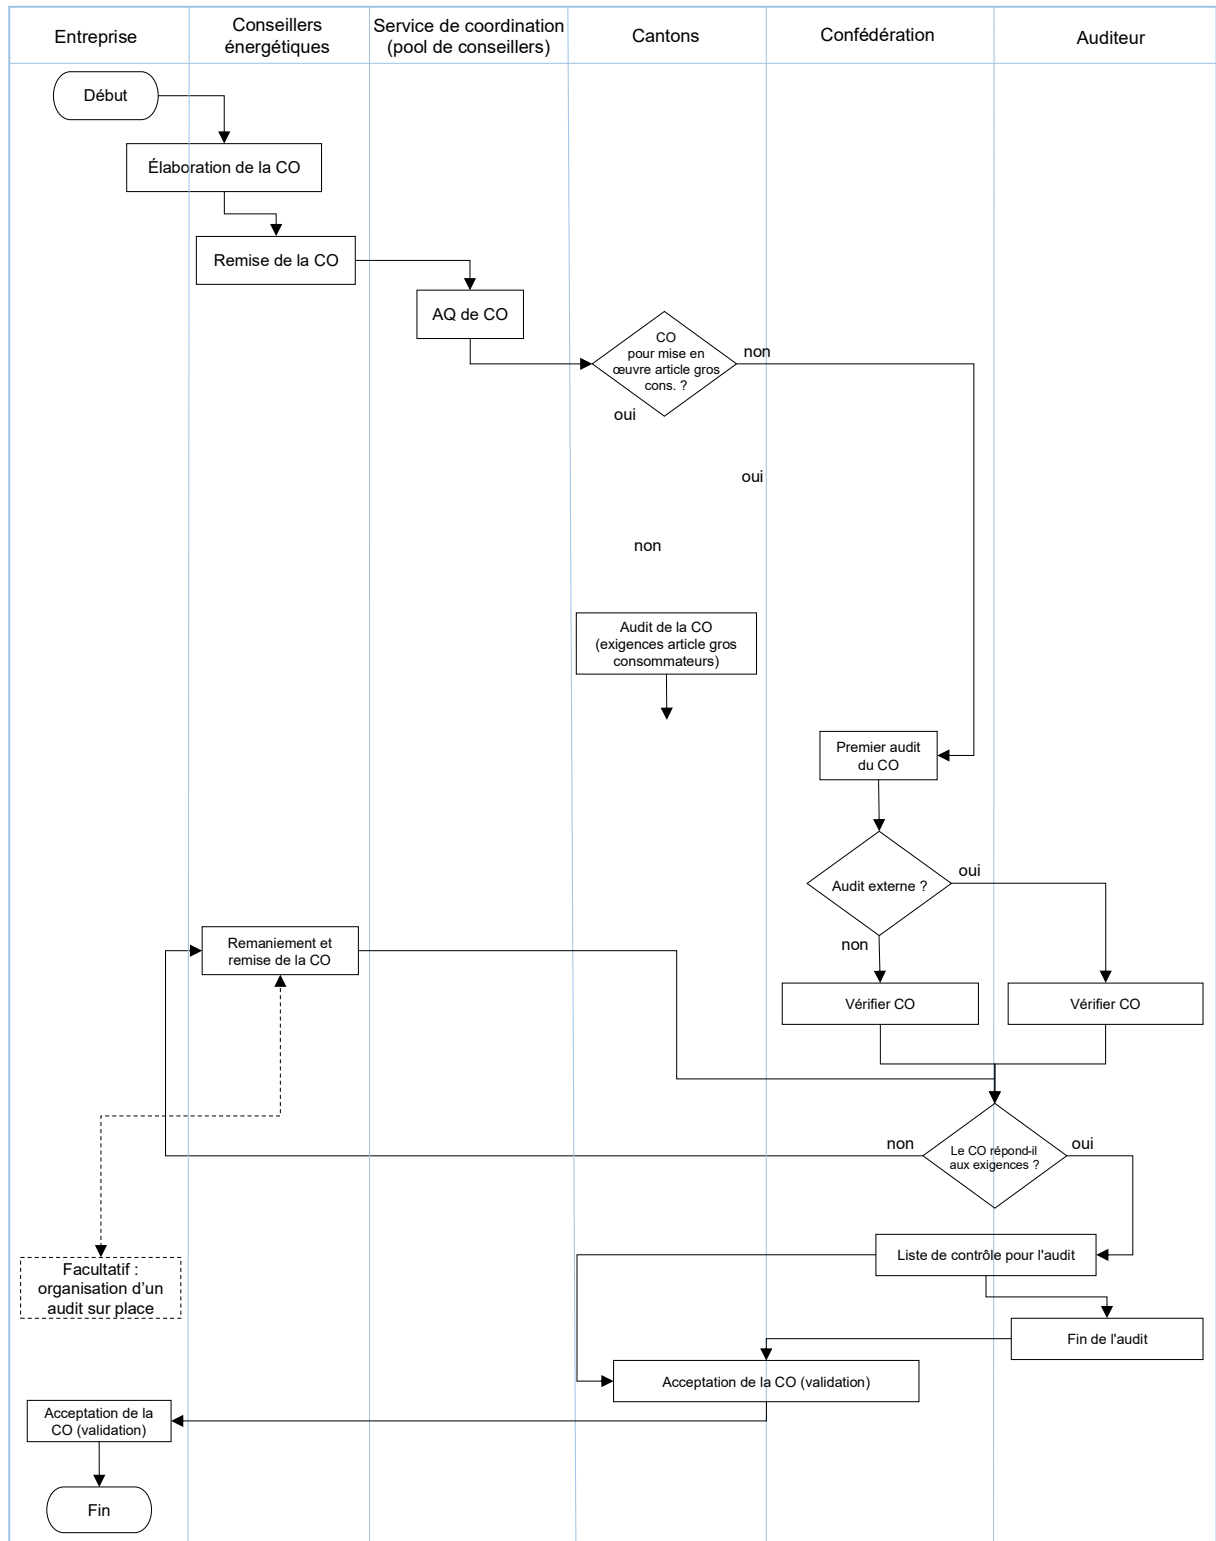 Entreprise
Conseillers
énergétiques
Service de coordination
(pool de conseillers)
Cantons
Confédération
Auditeur
Début
Élaboration de la CO
Remise de la CO
AQ de CO
CO
pour mise en
œuvre article gros
cons. ?
non
oui
oui
non
Audit de la CO
(exigences article gros
consommateurs)
Premier audit
du CO
Audit externe ?
oui
non
Remaniement et
remise de la CO
Vérifier CO
Vérifier CO
non
Le CO répond-il
aux exigences ?
oui
Liste de contrôle pour l'audit
Facultatif :
organisation d’un
audit sur place
Fin de l'audit
Acceptation de la CO (validation)
Acceptation de la
CO (validation)
Fin